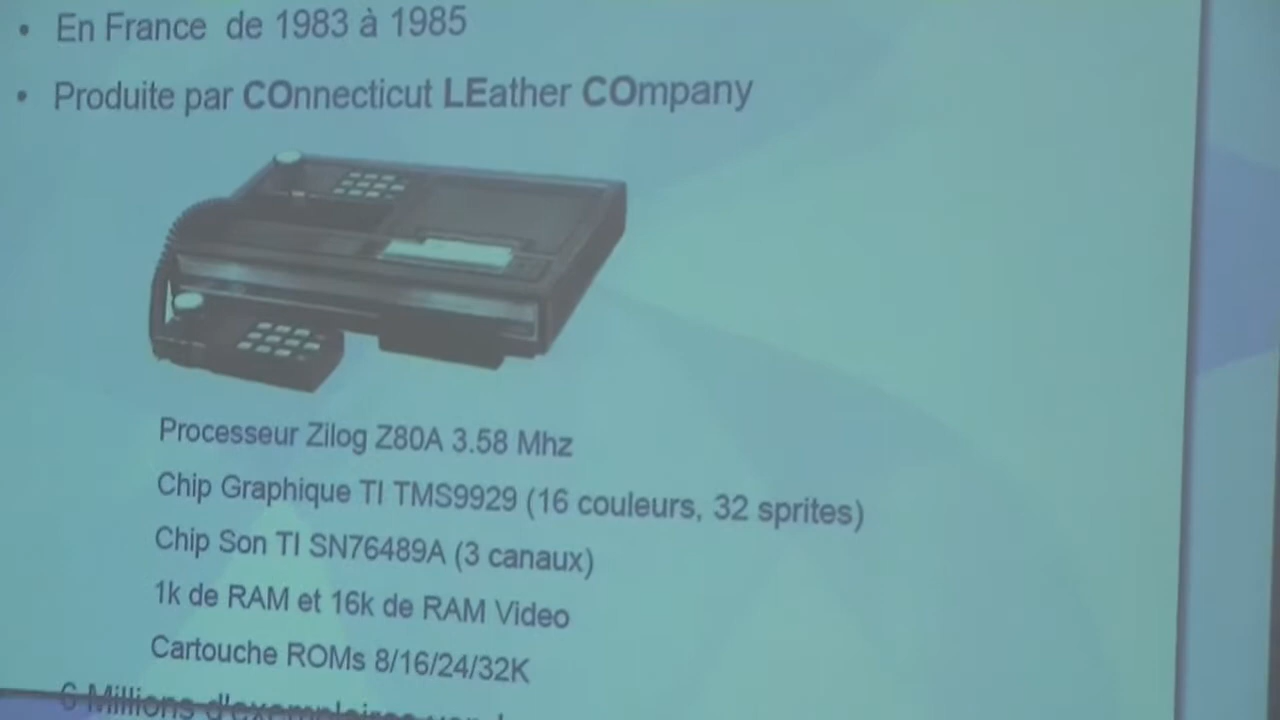 • En France de 1983 à 1985
• Produite par COnnecticut LEather COmpany
Processeur Zilog Z80A 3.58 Mhz
Chip Graphique TI TMS9929 (16 couleurs, 32 sprites)
Chip Son TI SN76489A (3 canaux)
1k de RAM et 16k de RAM Video
Cartouche ROMs 8/16/24/32K
6 Millions d'exemplaires